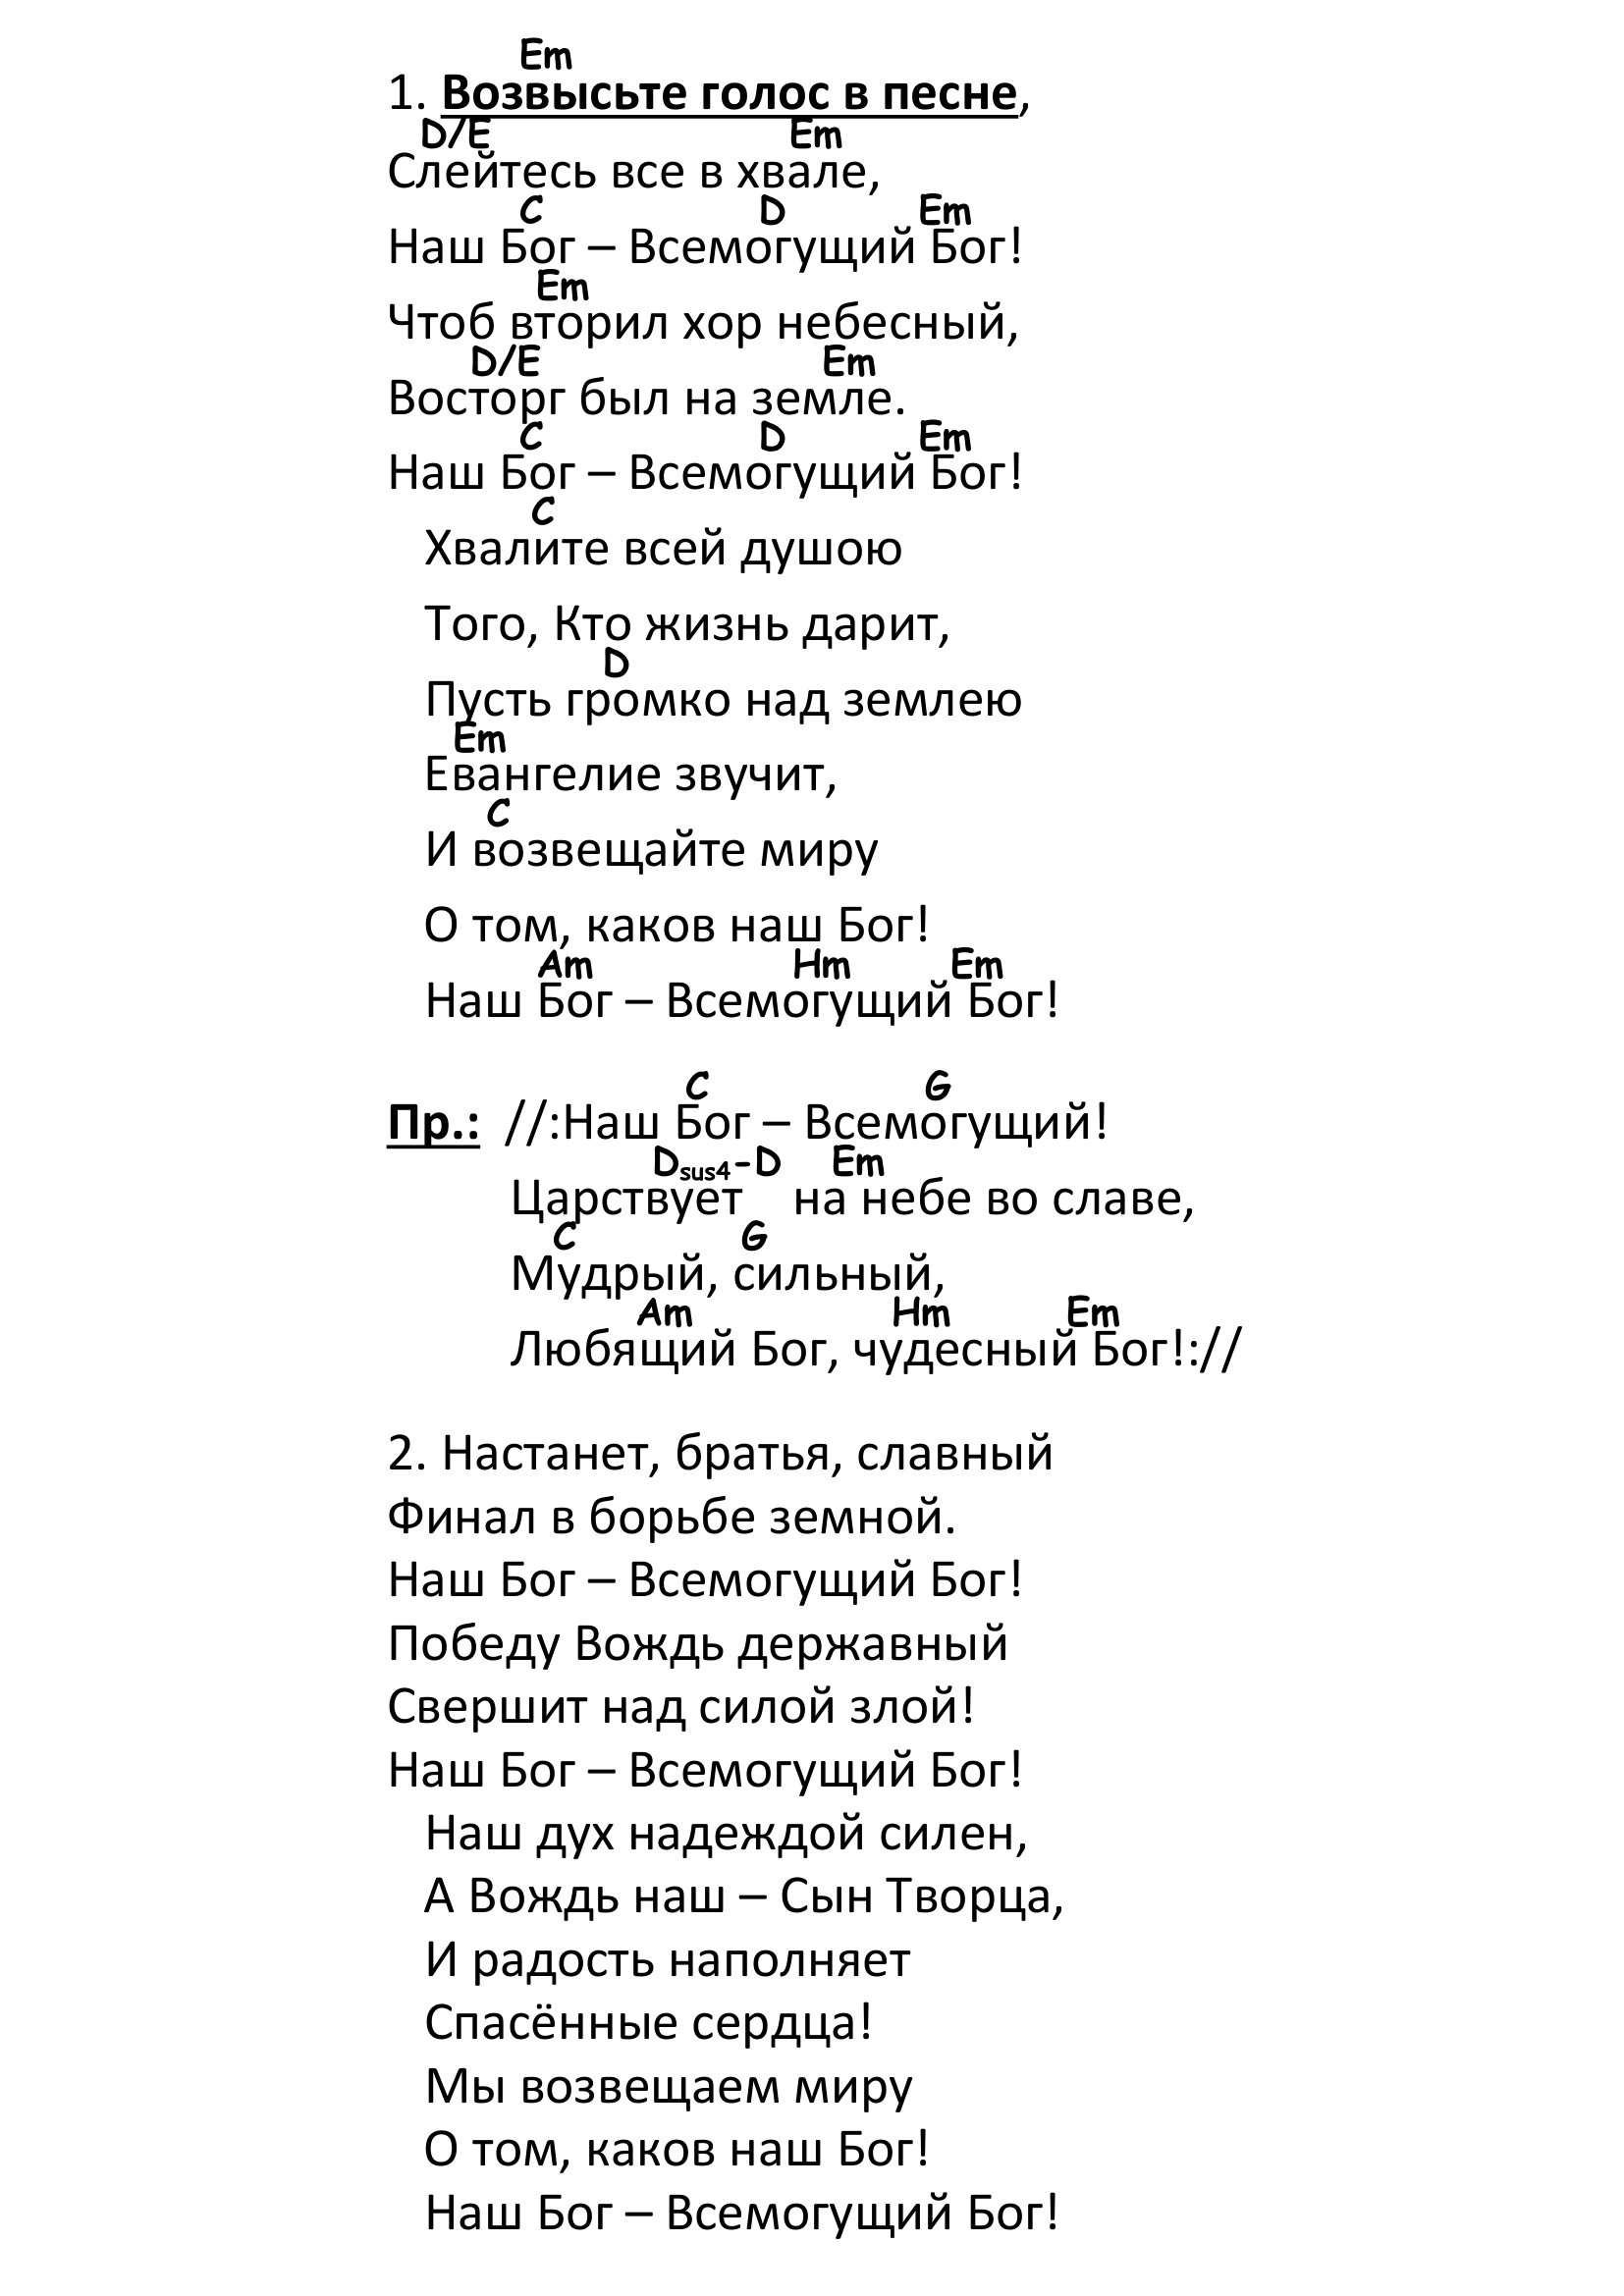 Em
1. Возвысьте голос в песне,
D/E Em
Слейтесь все в хвале,
C D Em
Наш Бог – Всемогущий Бог!
Em
Чтоб вторил хор небесный,
D/E Em
Восторг был на земле.
C D Em
Наш Бог – Всемогущий Бог!
C
Хвалите всей душою
Того, Кто жизнь дарит,
D
Пусть громко над землею
Em
Евангелие звучит,
C
И возвещайте миру
О том, каков наш Бог!
Am Hm Em
Наш Бог – Всемогущий Бог!
C G
Пр.: //:Наш Бог – Всемогущий!
Dsus4-D Em
Царствует на небе во славе,
C G
Мудрый, сильный,
Am Hm Em
Любящий Бог, чудесный Бог!://
2. Настанет, братья, славный
Финал в борьбе земной.
Наш Бог – Всемогущий Бог!
Победу Вождь державный
Свершит над силой злой!
Наш Бог – Всемогущий Бог!
Наш дух надеждой силен,
А Вождь наш – Сын Творца,
И радость наполняет
Спасённые сердца!
Мы возвещаем миру
О том, каков наш Бог!
Наш Бог – Всемогущий Бог!